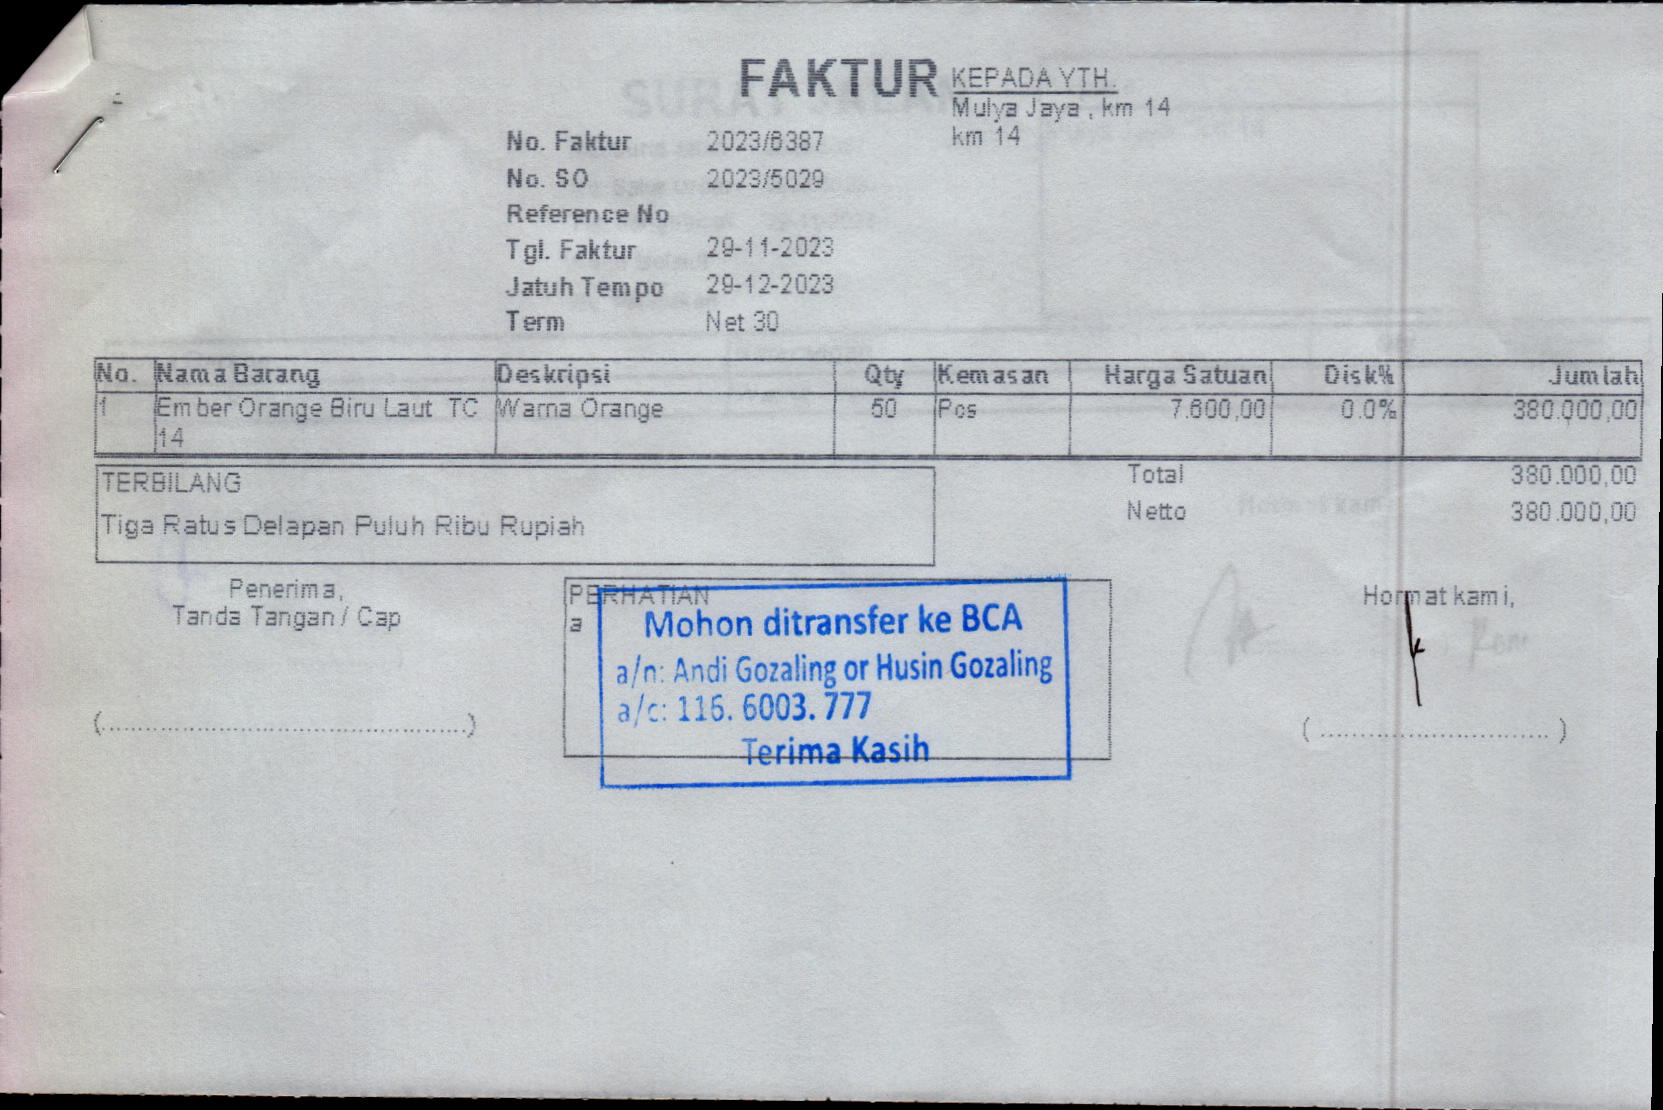 FAKTUR
KEPADA YTH.
Mulya Jaya , km 14
km 14
No. Faktur 2023/6387
No. SO 2023/5029
Reference No
Tgl. Faktur 29-11-2023
Jatuh Tempo 29-12-2023
Term Net 30
No. Nama Barang Deskripsi Qty Kemasan Harga Satuan Disk% Jumlah
1 Ember Orange Biru Laut TC 14 Warna Orange 50 Pcs 7.600,00 0.0% 380.000,00
TERBILANG
Tiga Ratus Delapan Puluh Ribu Rupiah
Total 380.000,00
Netto 380.000,00
Penerima,
Tanda Tangan / Cap
(...............................................)
PERHATIAN
a
Mohon ditransfer ke BCA
a/n: Andi Gozaling or Husin Gozaling
a/c: 116. 6003. 777
Terima Kasih
Hormat kami,
(.............................)